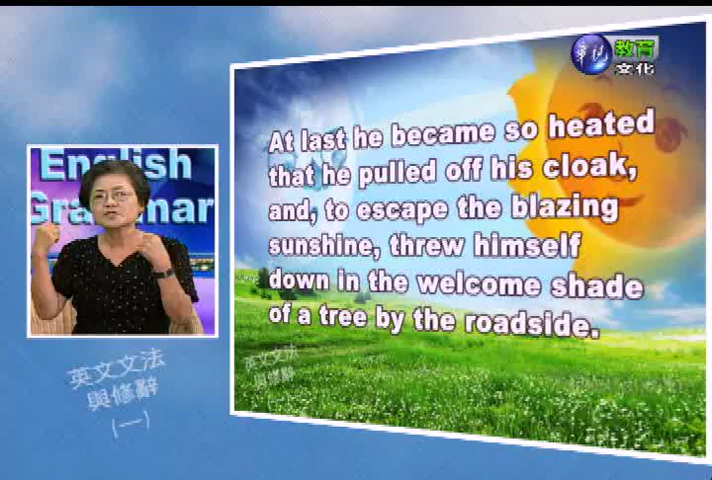 華視
教育
文化
English
Grammar
At last he became so heated
that he pulled off his cloak,
and, to escape the blazing
sunshine, threw himself
down in the welcome shade
of a tree by the roadside.
英文文法
與修辭
英文文法
與修辭
(一)